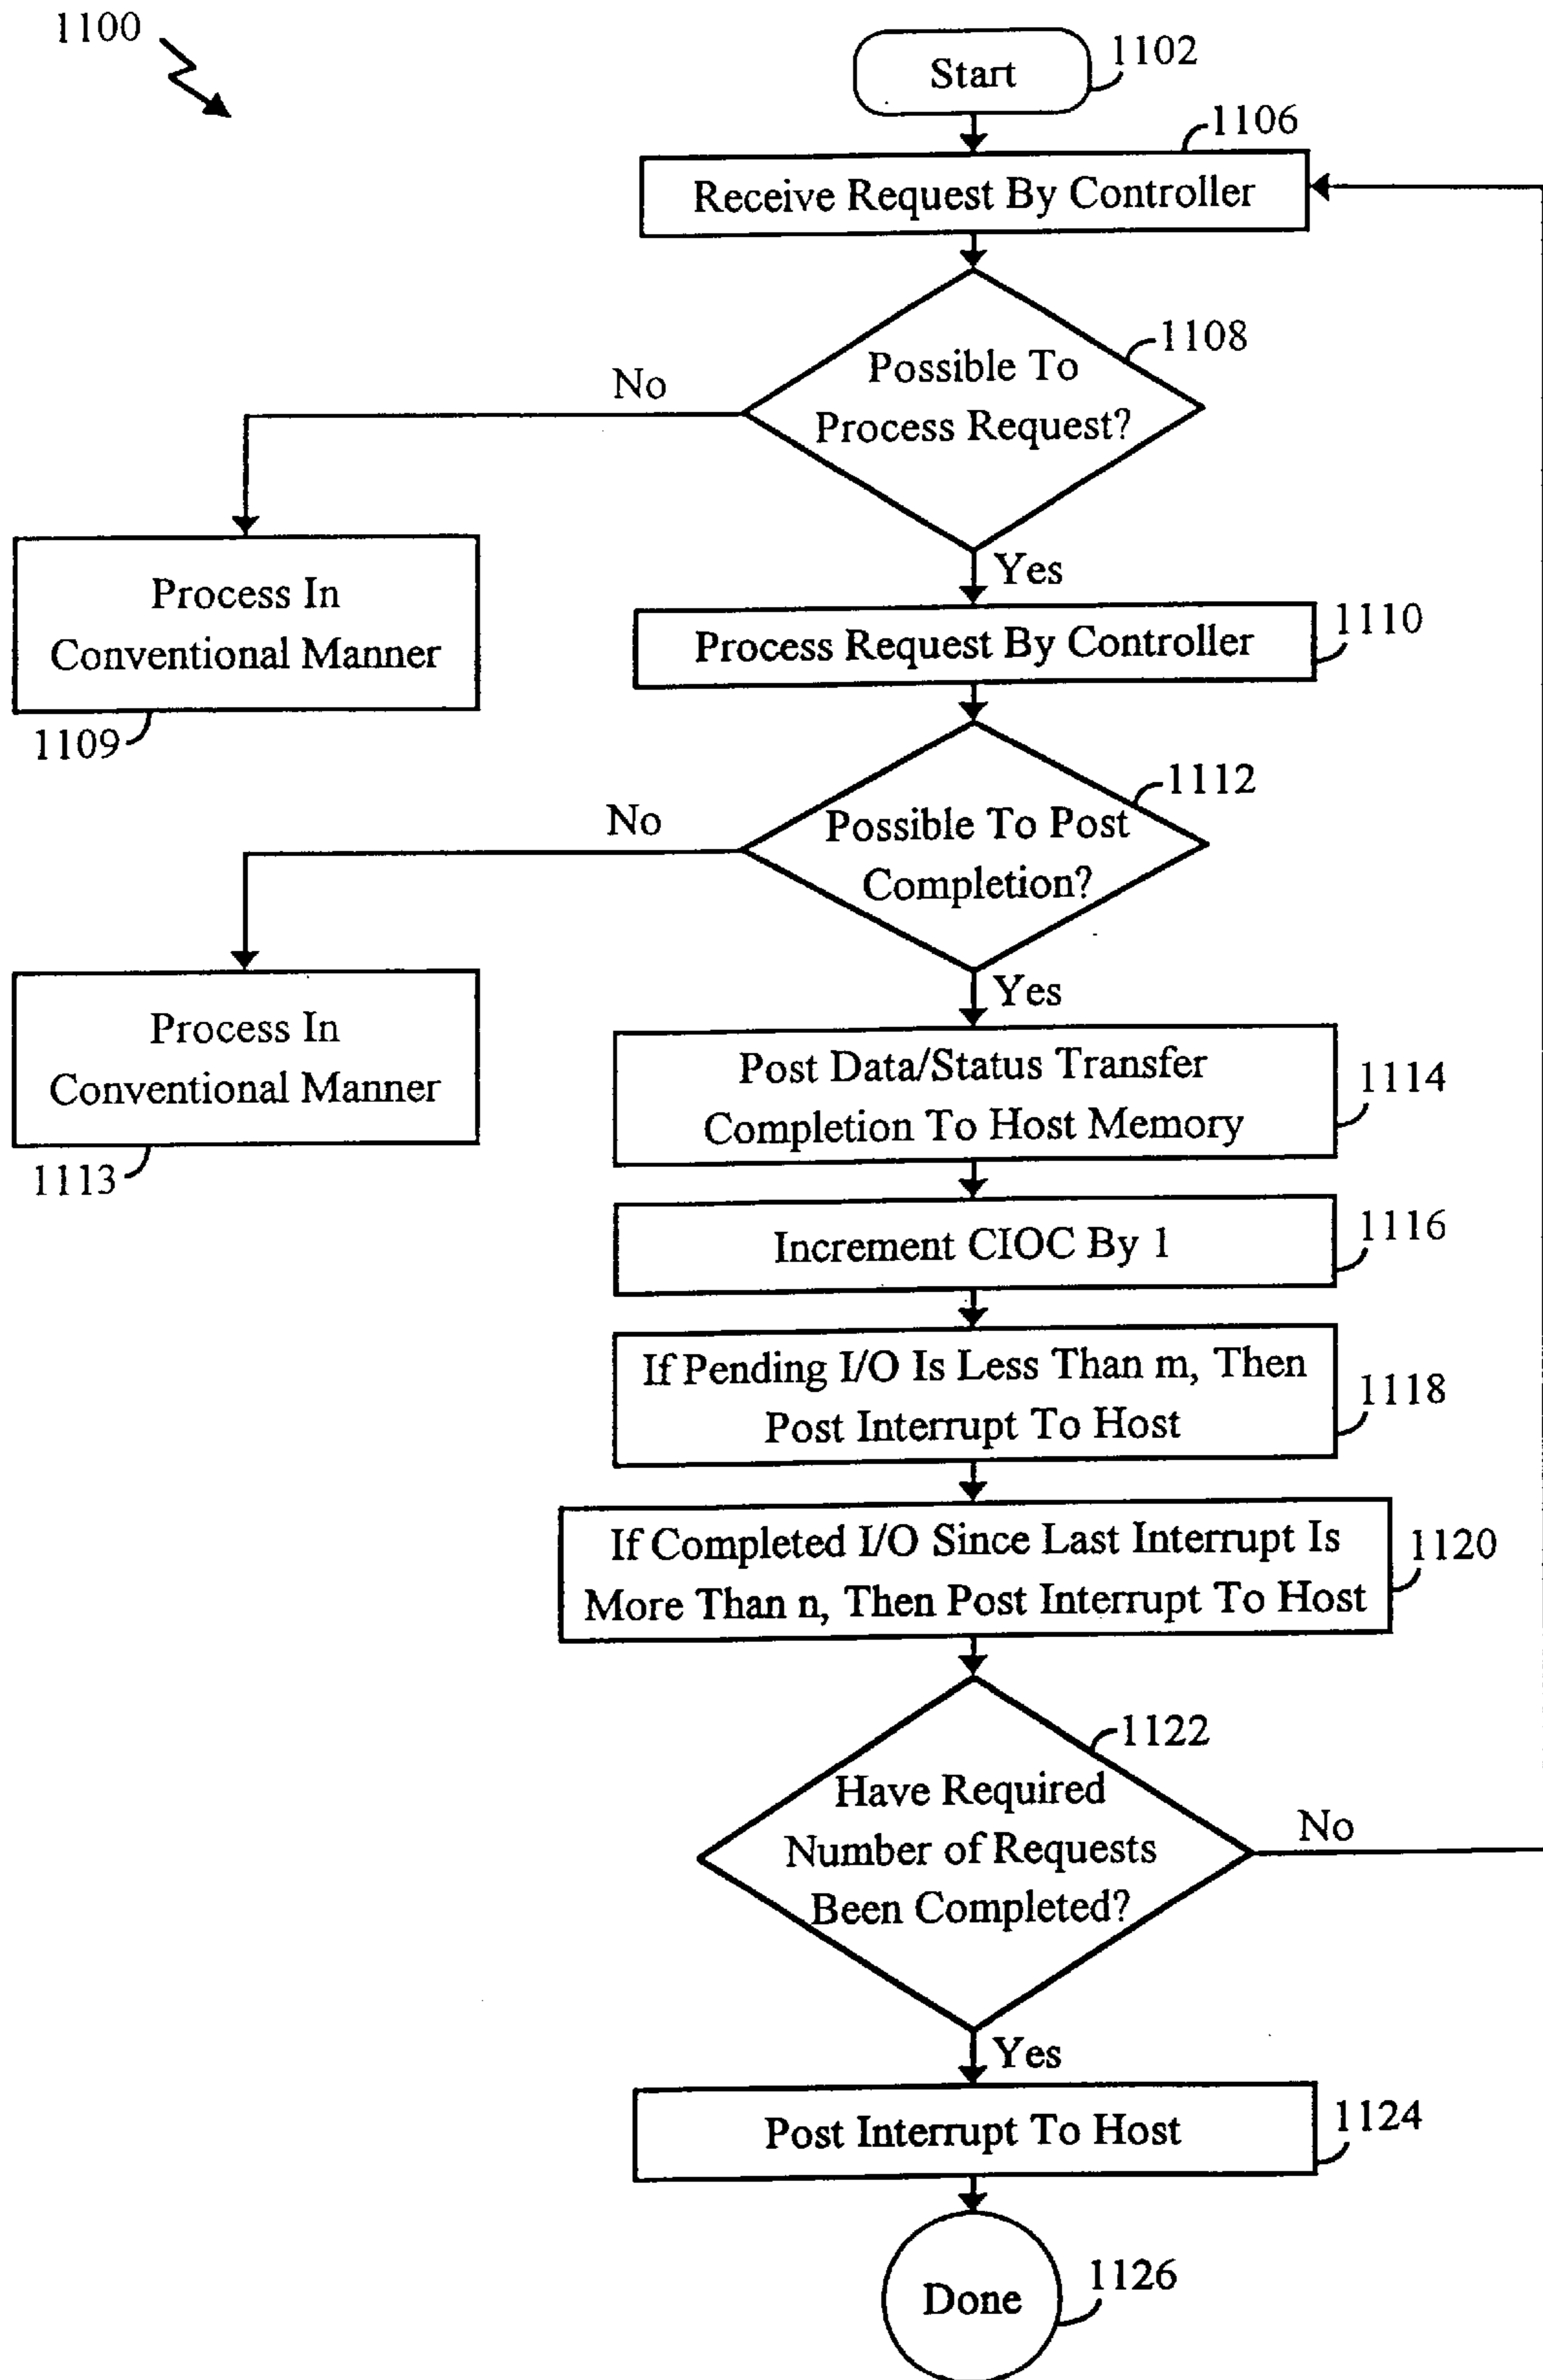 1100
Start
1102
1106
Receive Request By Controller
1108
Possible To
Process Request?
No
Yes
Process In
Conventional Manner
1109
Process Request By Controller
1110
1112
Possible To Post
Completion?
No
Yes
Process In
Conventional Manner
1113
Post Data/Status Transfer
Completion To Host Memory
1114
Increment CIOC By 1
1116
If Pending I/O Is Less Than m, Then
Post Interrupt To Host
1118
If Completed I/O Since Last Interrupt Is
More Than n, Then Post Interrupt To Host
1120
1122
Have Required
Number of Requests
Been Completed?
No
Yes
Post Interrupt To Host
1124
Done
1126